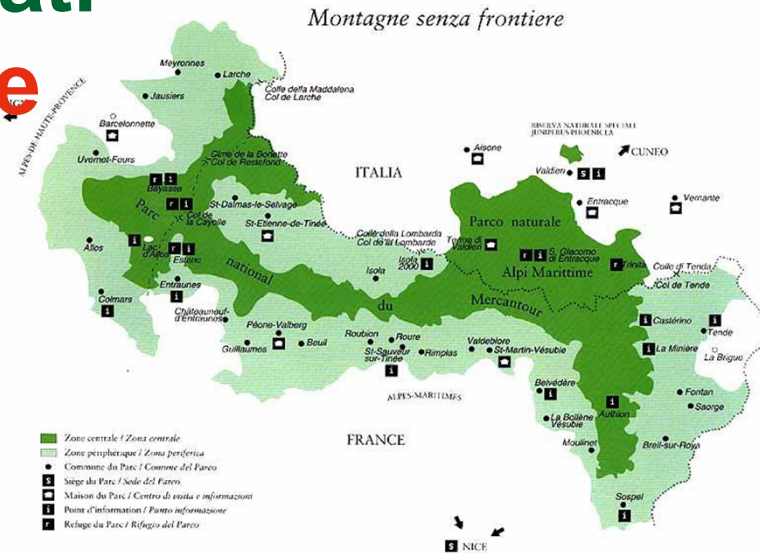 ati
e
Montagne senza frontiere
Meyronnes
Larche
Colle della Maddalena
Col de Larche
Jausiers
ALPES-DE-HAUTE-PROVENCE
Barcelonnette
RISERVA NATURALE SPECIALE
JUNIPERUS PHOENICIA
Uvernet-Fours
Cime de la Bonette
Col de Restefond
ITALIA
Aisone
CUNEO
Valdieri
s i
r i
Bayasse
Entracque
Vernante
St-Dalmas-le-Selvage
r i
Parc
Col de
la Cayolle
St-Etienne-de-Tinée
Parco naturale
Colle della Lombarda
Col de la Lombarde
Terme di
Valdieri
Allos
i
Lac
d'Allos
r i
Estenc
Isola
2000
i
r i
S. Giacomo
di Entracque
r
Trinità
Colle di Tenda
Col de Tende
national
Isola
Alpi Marittime
Entraunes
i
Colmars
i
du
Mercantour
Châteauneuf-
d'Entraunes
Castérino
i
i
Tende
Péone-Valberg
Guillaumes
Beuil
Roubion
Roure
St-Sauveur
sur-Tinée
i
Rimplas
Valdeblore
St-Martin-Vésubie
i
La Minière
La Brigue
Belvédère
i
ALPES-MARITIMES
Fontan
Authion
i
Saorge
La Bollène
Vésubie
FRANCE
Moulinet
Breil-sur-Roya
Zone centrale / Zona centrale
Zone périphérique / Zona periferica
Commune du Parc / Comune del Parco
s Siège du Parc / Sede del Parco
Maison du Parc / Centro di visita e informazioni
i Point d'information / Punto informazione
r Refuge du Parc / Rifugio del Parco
Sospel
i
s NICE